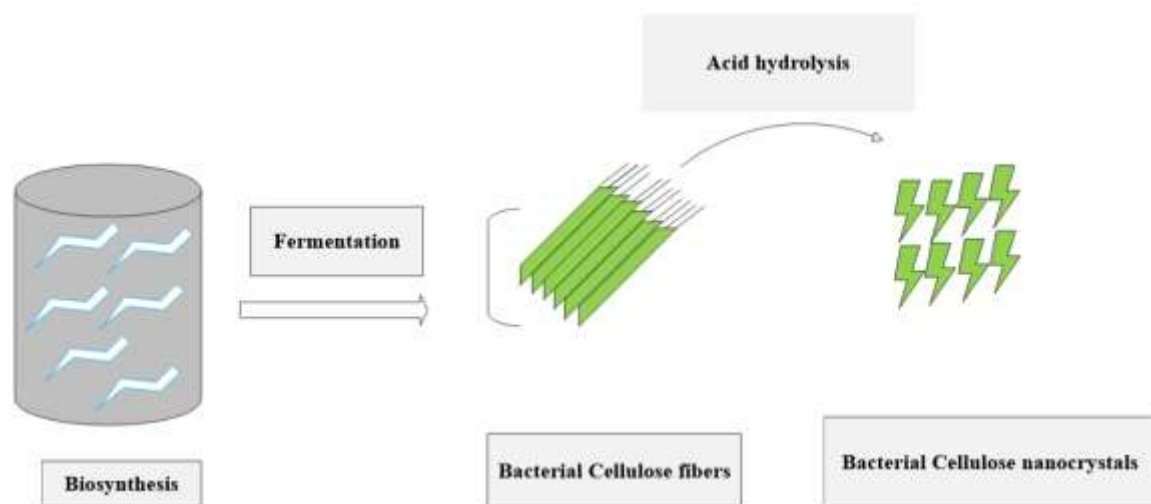 Acid hydrolysis
Fermentation
Biosynthesis
Bacterial Cellulose fibers
Bacterial Cellulose nanocrystals